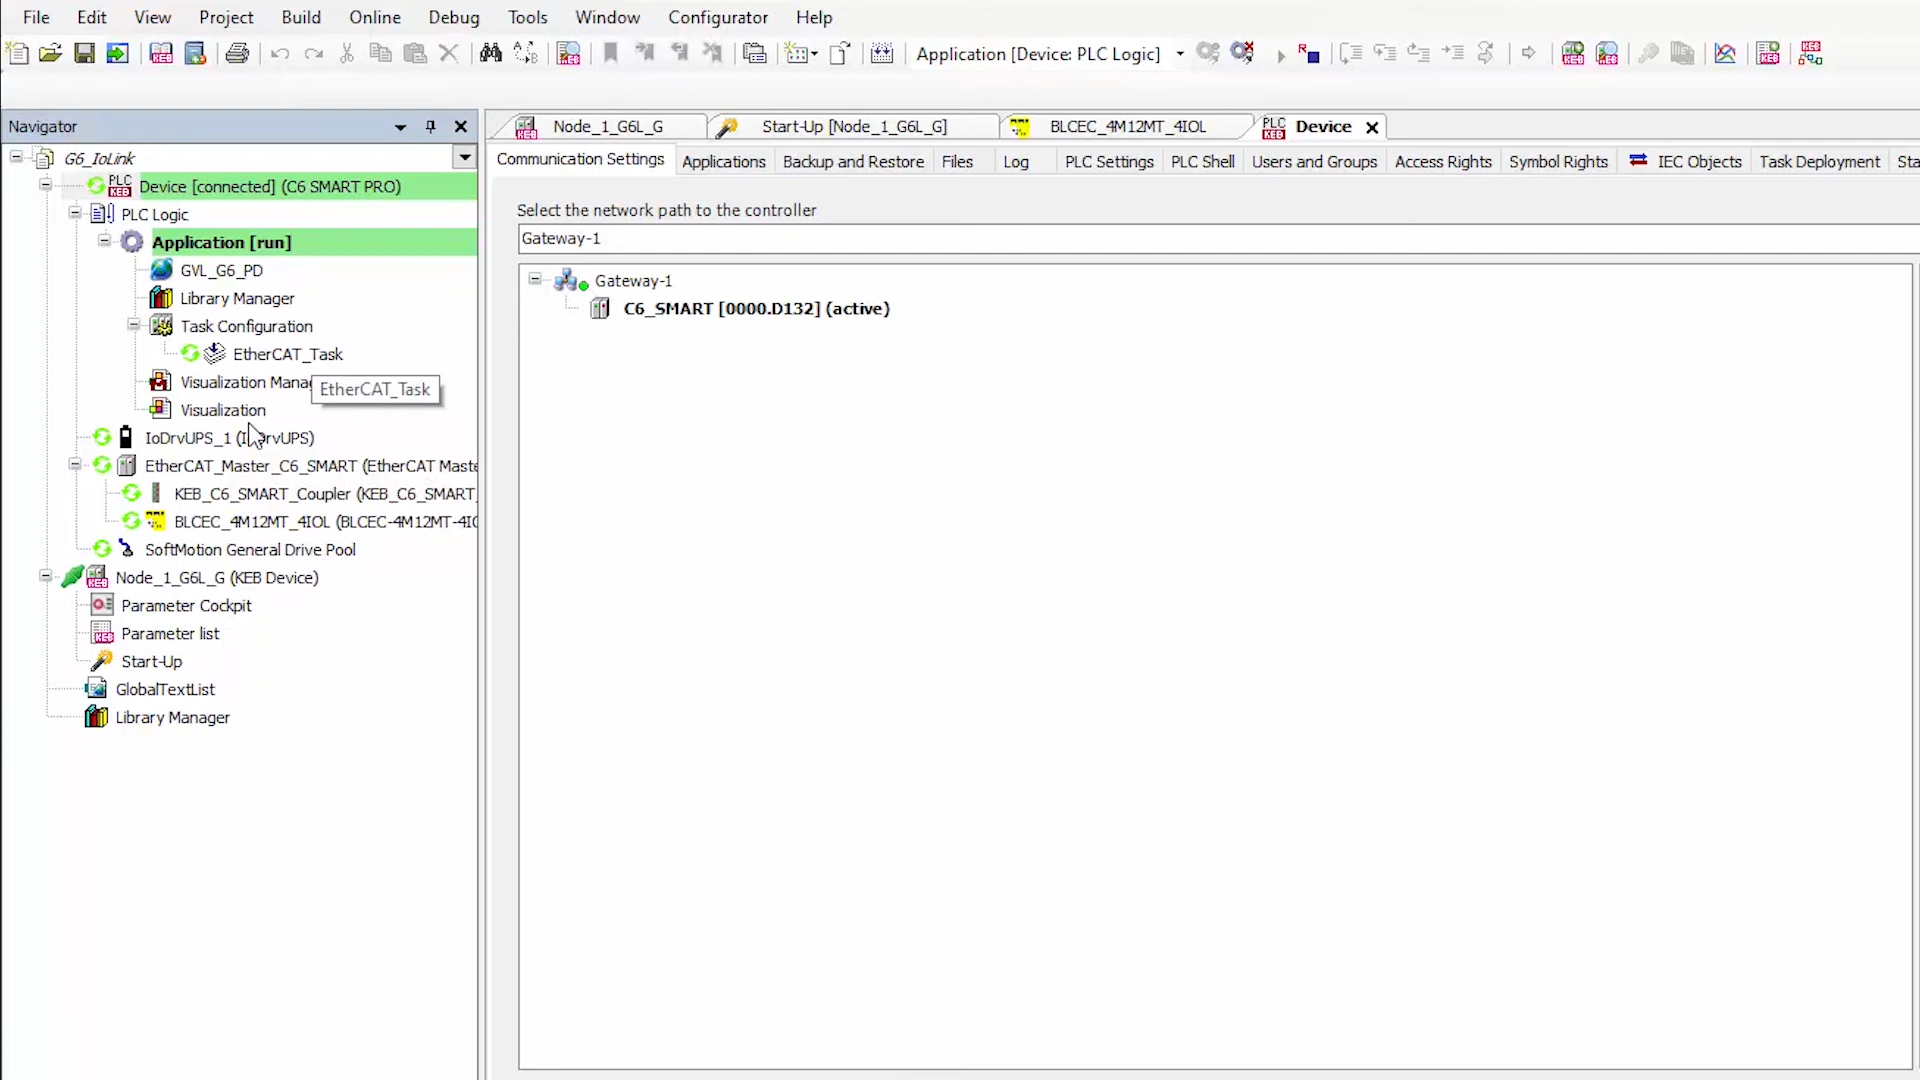 File Edit View Project Build Online Debug Tools Window Configurator Help
Application [Device: PLC Logic]
Navigator
G6_IoLink
Device [connected] (C6 SMART PRO)
PLC Logic
Application [run]
GVL_G6_PD
Library Manager
Task Configuration
EtherCAT_Task
Visualization Mana
EtherCAT_Task
Visualization
IoDrvUPS_1 (I rvUPS)
EtherCAT_Master_C6_SMART (EtherCAT Maste
KEB_C6_SMART_Coupler (KEB_C6_SMART_
BLCEC_4M12MT_4IOL (BLCEC-4M12MT-4IO
SoftMotion General Drive Pool
Node_1_G6L_G (KEB Device)
Parameter Cockpit
Parameter list
Start-Up
GlobalTextList
Library Manager
Node_1_G6L_G Start-Up [Node_1_G6L_G] BLCEC_4M12MT_4IOL PLC KEB Device
Communication Settings Applications Backup and Restore Files Log PLC Settings PLC Shell Users and Groups Access Rights Symbol Rights IEC Objects Task Deployment Sta
Select the network path to the controller
Gateway-1
Gateway-1
C6_SMART [0000.D132] (active)